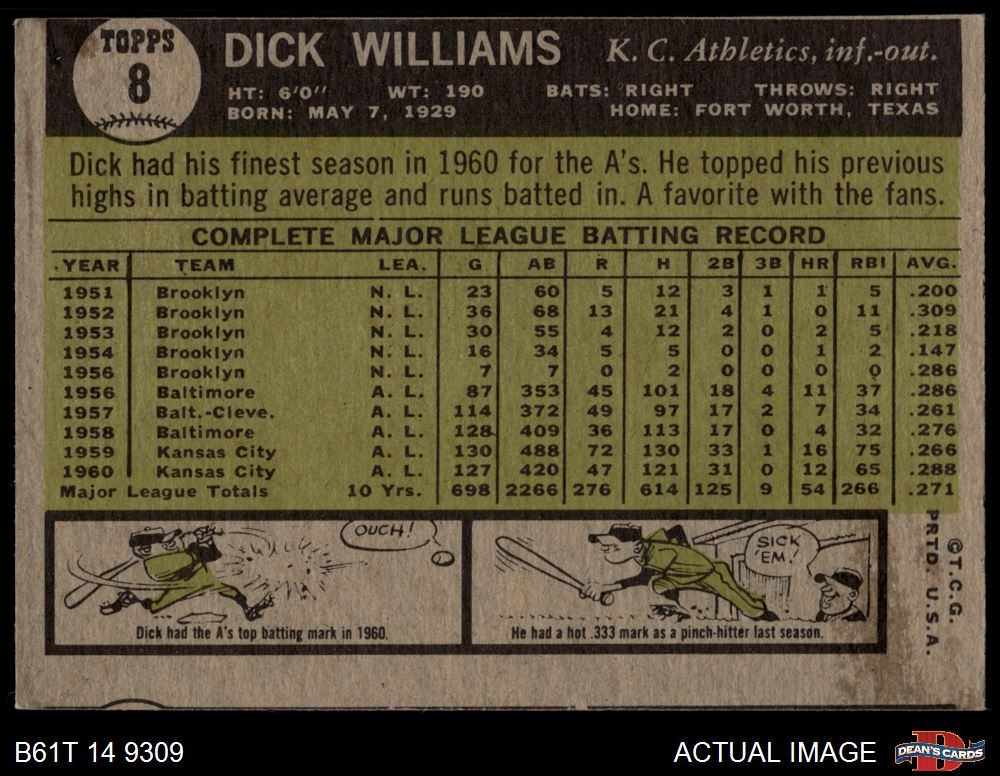 TOPPS
8
DICK WILLIAMS K. C. Athletics, inf.-out.
HT: 6'0" WT: 190 BATS: RIGHT THROWS: RIGHT
BORN: MAY 7, 1929 HOME: FORT WORTH, TEXAS
Dick had his finest season in 1960 for the A's. He topped his previous
highs in batting average and runs batted in. A favorite with the fans.
COMPLETE MAJOR LEAGUE BATTING RECORD
YEAR TEAM LEA. G AB R H 2B 3B HR RBI AVG.
1951 Brooklyn N. L. 23 60 5 12 3 1 1 5 .200
1952 Brooklyn N. L. 36 68 13 21 4 1 0 11 .309
1953 Brooklyn N. L. 30 55 4 12 2 0 2 5 .218
1954 Brooklyn N. L. 16 34 5 5 0 0 1 2 .147
1956 Brooklyn N. L. 7 7 0 2 0 0 0 0 .286
1956 Baltimore A. L. 87 353 45 101 18 4 11 37 .286
1957 Balt.-Cleve. A. L. 114 372 49 97 17 2 7 34 .261
1958 Baltimore A. L. 128 409 36 113 17 0 4 32 .276
1959 Kansas City A. L. 130 488 72 130 33 1 16 75 .266
1960 Kansas City A. L. 127 420 47 121 31 0 12 65 .288
Major League Totals 10 Yrs. 698 2266 276 614 125 9 54 266 .271
OUCH!
Dick had the A's top batting mark in 1960.
SICK
'EM!
He had a hot .333 mark as a pinch-hitter last season.
©T.C.G.
PRTD. U.S.A.
B61T 14 9309
ACTUAL IMAGE
DEAN'S CARDS